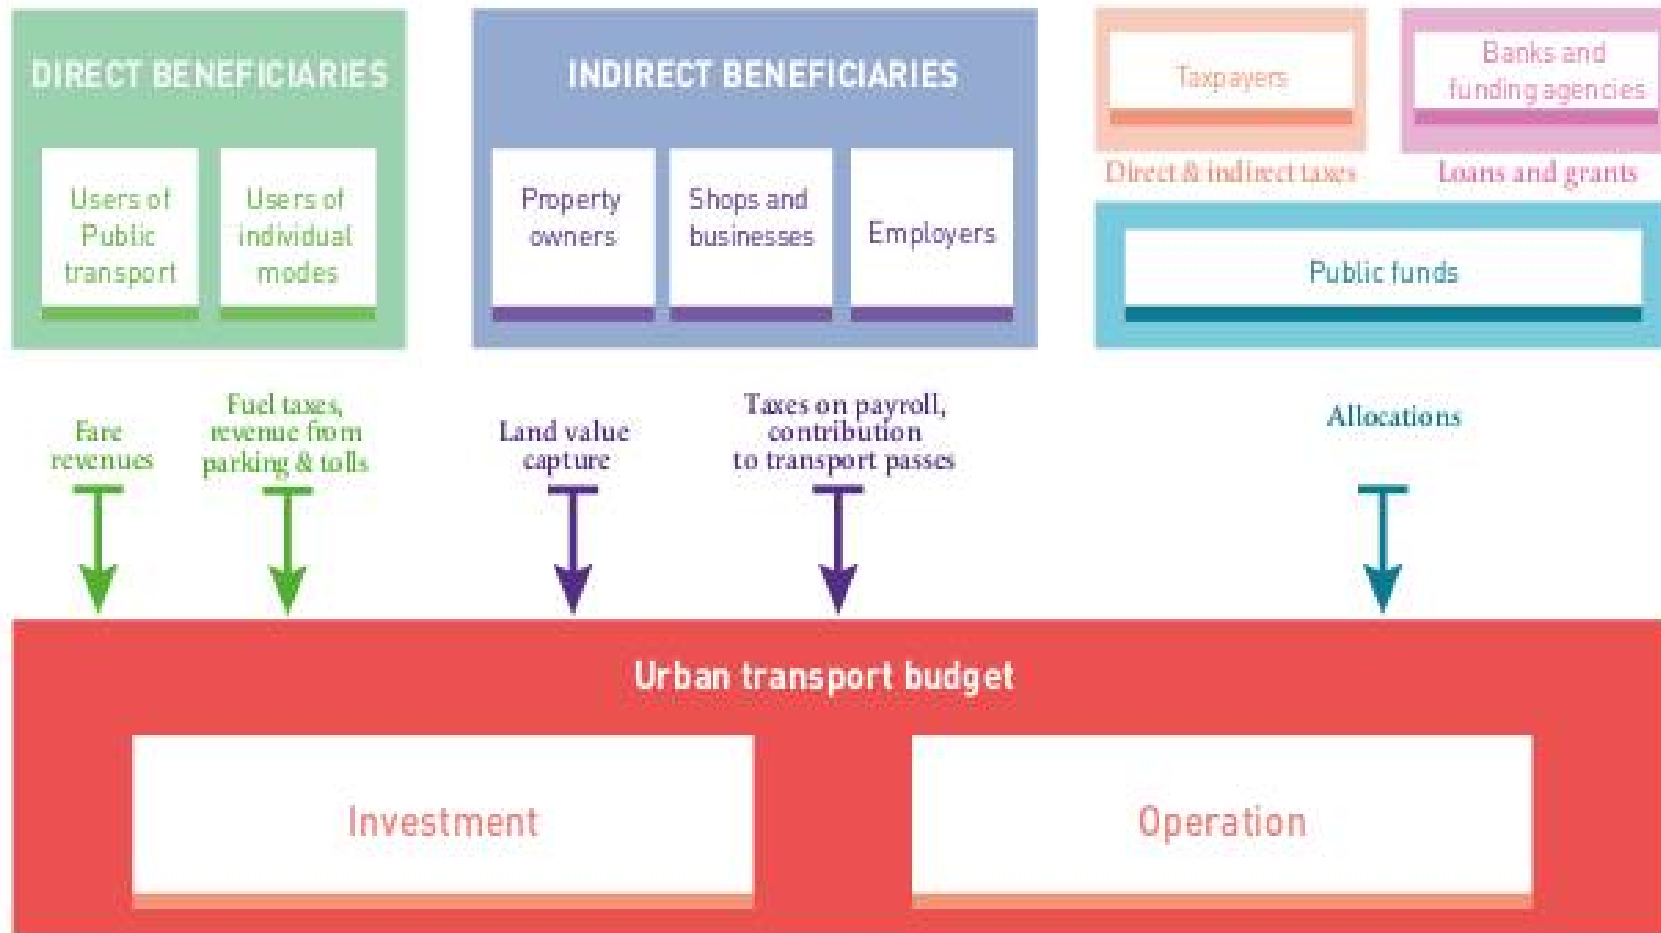 DIRECT BENEFICIARIES
Users of
Public
transport
Users of
individual
modes
INDIRECT BENEFICIARIES
Property
owners
Shops and
businesses
Employers
Taxpayers
Direct & indirect taxes
Banks and
funding agencies
Loans and grants
Public funds
Fare
revenues
Fuel taxes,
revenue from
parking & tolls
Land value
capture
Taxes on payroll,
contribution
to transport passes
Allocations
Urban transport budget
Investment
Operation